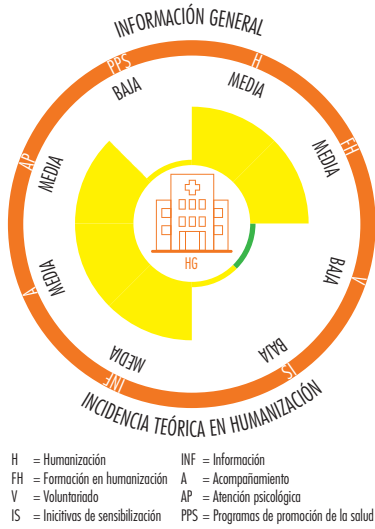 INFORMACIÓN GENERAL
PPS
H
BAJA
MEDIA
AP
FH
MEDIA
MEDIA
HG
A
V
MEDIA
BAJA
MEDIA
BAJA
INF
IS
INCIDENCIA TEÓRICA EN HUMANIZACIÓN
H = Humanización
FH = Formación en humanización
V = Voluntariado
IS = Inicitivas de sensibilización
INF = Información
A = Acompañamiento
AP = Atención psicológica
PPS = Programas de promoción de la salud